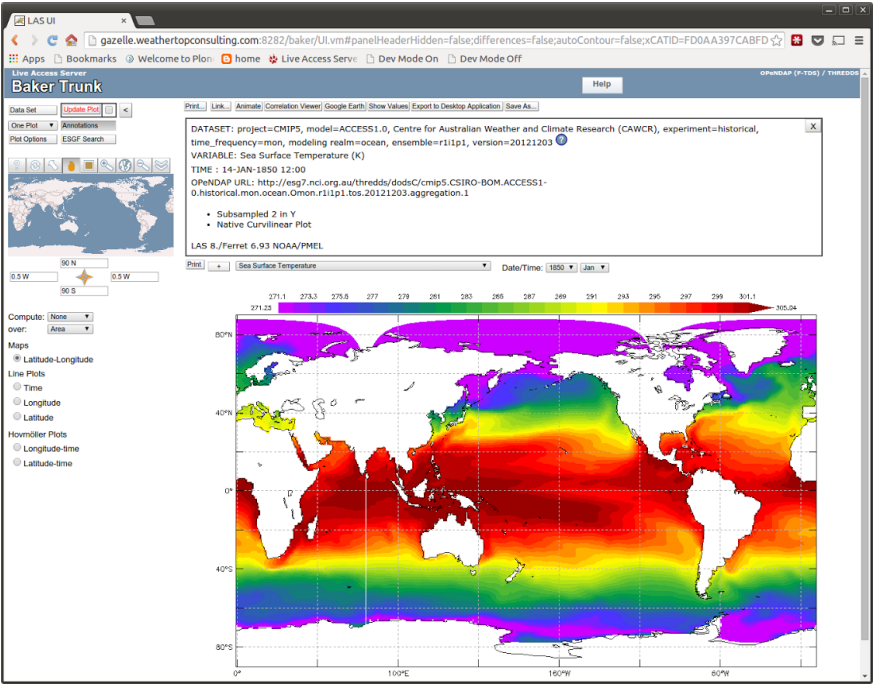 LAS UI
gazelle.weathertopconsulting.com:8282/baker/UI.vm#panelHeaderHidden=false;differences=false;autoContour=false;xCATID=FD0AA397CABFD
Apps Bookmarks Welcome to Plon home Live Access Serve Dev Mode On Dev Mode Off
Live Access Server
OPeNDAP (F-TDS) / THREDDS
Baker Trunk
Help
Data Set Update Plot <
One Plot Annotations
Plot Options ESGF Search
Print... Link... Animate Correlation Viewer Google Earth Show Values Export to Desktop Application Save As...
X
DATASET: project=CMIP5, model=ACCESS1.0, Centre for Australian Weather and Climate Research (CAWCR), experiment=historical,
time_frequency=mon, modeling realm=ocean, ensemble=r1i1p1, version=20121203 ?
VARIABLE: Sea Surface Temperature (K)
TIME : 14-JAN-1850 12:00
OPeNDAP URL: http://esg7.nci.org.au/thredds/dodsC/cmip5.CSIRO-BOM.ACCESS1-
0.historical.mon.ocean.Omon.r1i1p1.tos.20121203.aggregation.1
• Subsampled 2 in Y
• Native Curvilinear Plot
LAS 8./Ferret 6.93 NOAA/PMEL
90 N
0.5 W 0.5 W
90 S
Compute: None
over: Area
Maps
Latitude-Longitude
Line Plots
Time
Longitude
Latitude
Hovmöller Plots
Longitude-time
Latitude-time
Print + Sea Surface Temperature Date/Time: 1850 Jan
271.1 273.3 275.5 277 279 281 283 285 287 289 291 293 295 297 299 301.1
271.23 305.04
80°N
40°N
0°
40°S
80°S
0° 100°E 160°W 60°W